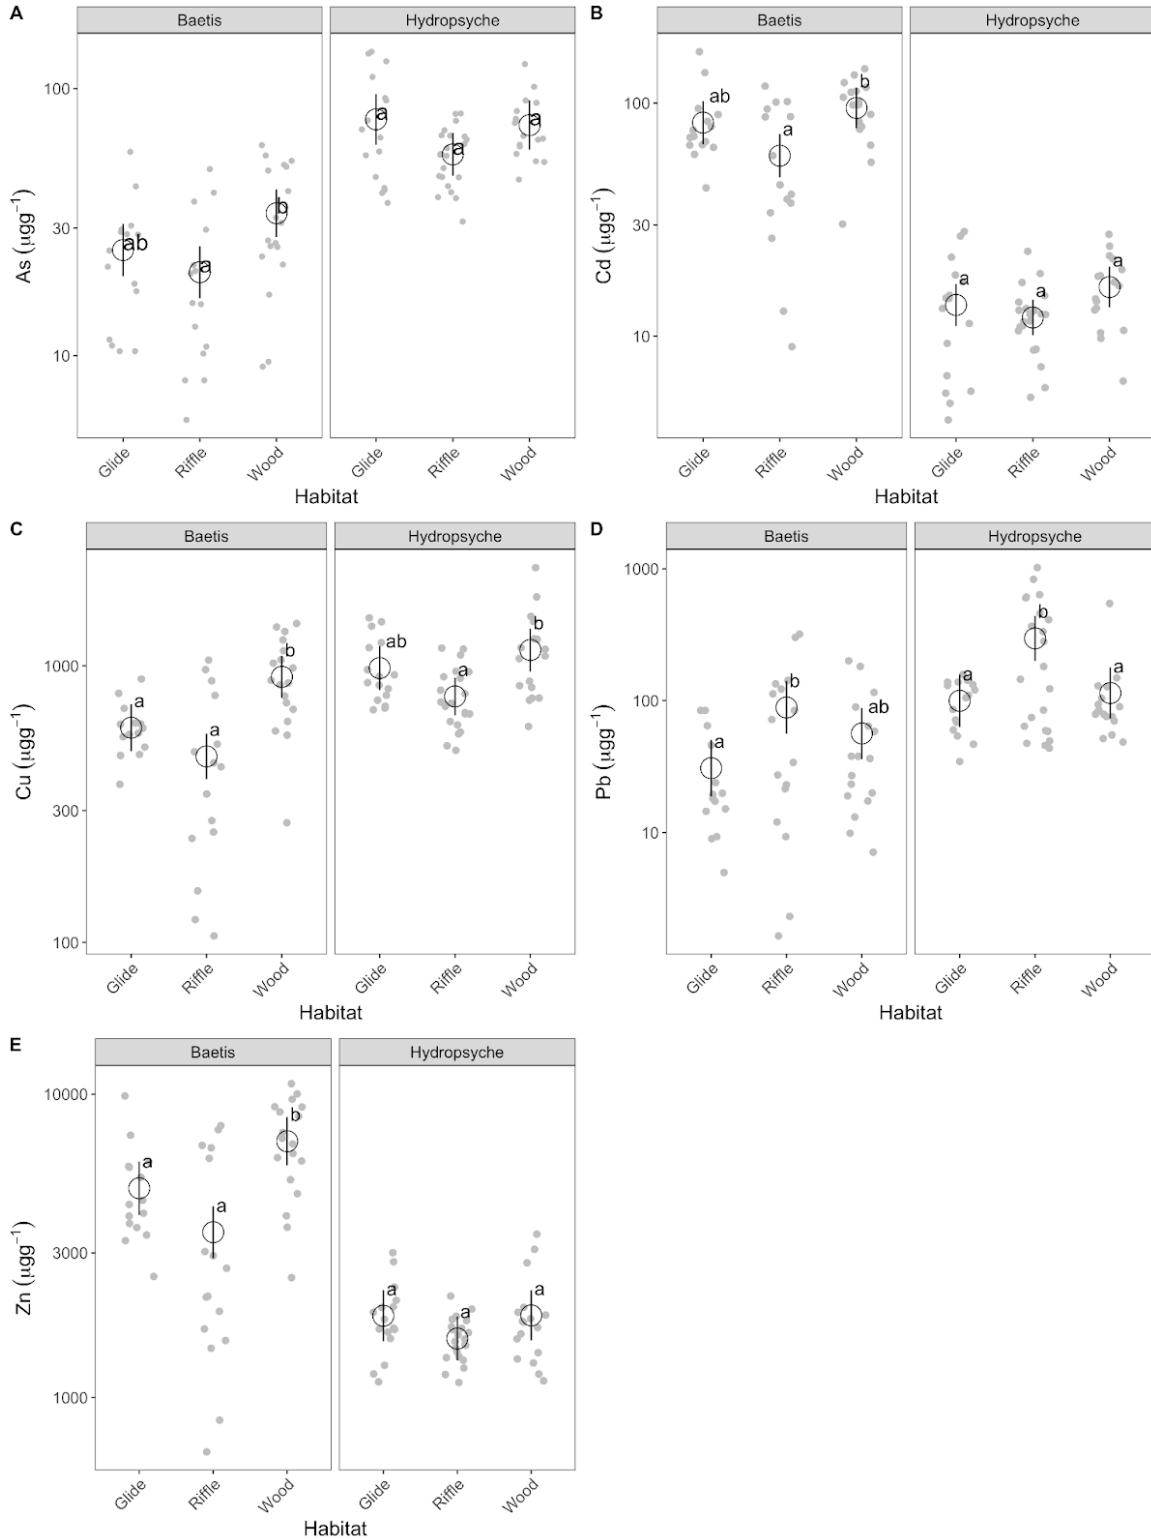 A
Baetis
Hydropsyche
As (µgg⁻¹)
100
30
10
ab
a
b
a
a
a
Glide
Riffle
Wood
Glide
Riffle
Wood
Habitat
B
Baetis
Hydropsyche
Cd (µgg⁻¹)
100
30
10
ab
a
b
a
a
a
Glide
Riffle
Wood
Glide
Riffle
Wood
Habitat
C
Baetis
Hydropsyche
Cu (µgg⁻¹)
1000
300
100
a
a
b
ab
a
b
Glide
Riffle
Wood
Glide
Riffle
Wood
Habitat
D
Baetis
Hydropsyche
Pb (µgg⁻¹)
1000
100
10
a
b
ab
a
b
a
Glide
Riffle
Wood
Glide
Riffle
Wood
Habitat
E
Baetis
Hydropsyche
Zn (µgg⁻¹)
10000
3000
1000
a
a
b
a
a
a
Glide
Riffle
Wood
Glide
Riffle
Wood
Habitat